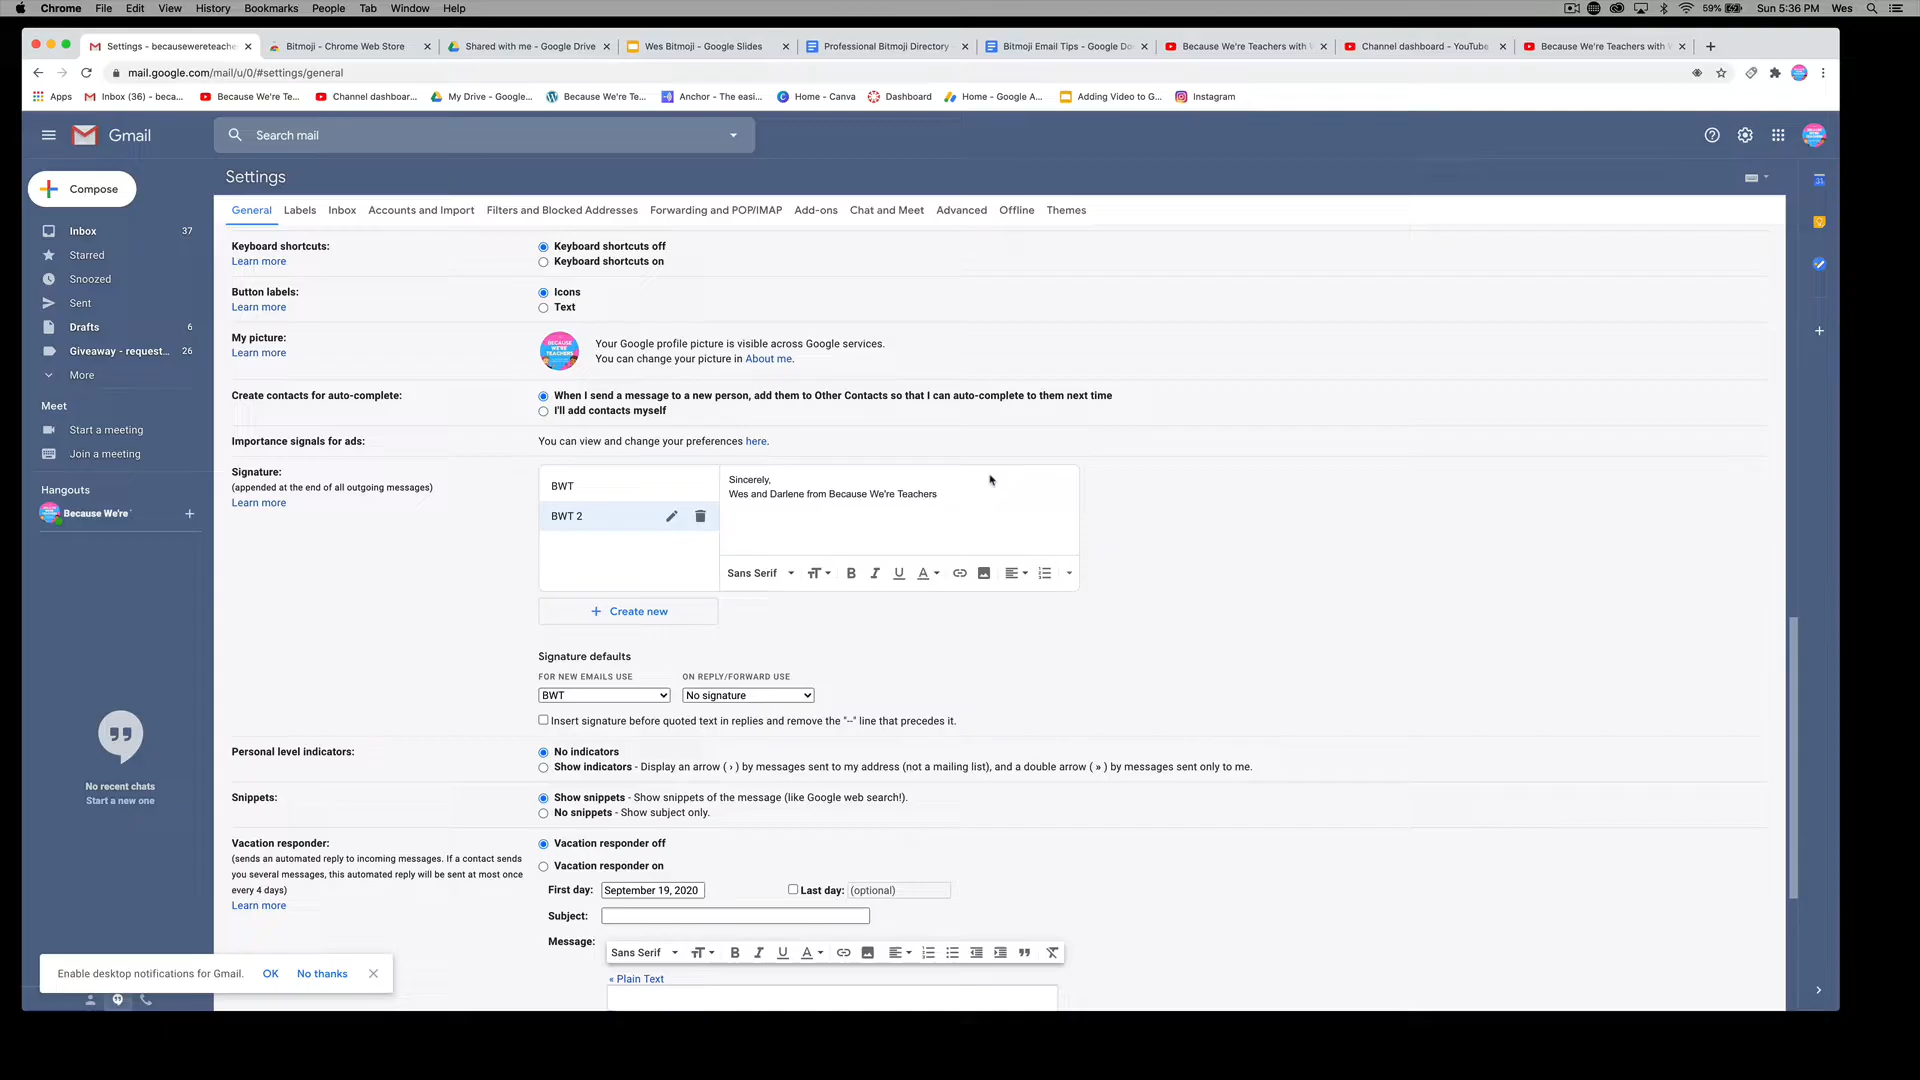 Chrome File Edit View History Bookmarks People Tab Window Help
59% Sun 5:36 PM Wes
Settings - becausewereteache
Bitmoji - Chrome Web Store
Shared with me - Google Drive
Wes Bitmoji - Google Slides
Professional Bitmoji Directory
Bitmoji Email Tips - Google Do
Because We're Teachers with
Channel dashboard - YouTube
Because We're Teachers with
mail.google.com/mail/u/0/#settings/general
Apps
Inbox (36) - beca...
Because We're Te...
Channel dashboar...
My Drive - Google...
Because We're Te...
Anchor - The easi...
Home - Canva
Dashboard
Home - Google A...
Adding Video to G...
Instagram
Gmail
Search mail
Compose
Settings
General Labels Inbox Accounts and Import Filters and Blocked Addresses Forwarding and POP/IMAP Add-ons Chat and Meet Advanced Offline Themes
Inbox 37
Starred
Snoozed
Sent
Drafts 6
Giveaway - request... 26
More
Meet
Start a meeting
Join a meeting
Hangouts
Because We're
No recent chats
Start a new one
Keyboard shortcuts:
Learn more
Keyboard shortcuts off
Keyboard shortcuts on
Button labels:
Learn more
Icons
Text
My picture:
Learn more
BECAUSE
WE'RE
TEACHERS
Your Google profile picture is visible across Google services.
You can change your picture in About me.
Create contacts for auto-complete:
When I send a message to a new person, add them to Other Contacts so that I can auto-complete to them next time
I'll add contacts myself
Importance signals for ads:
You can view and change your preferences here.
Signature:
(appended at the end of all outgoing messages)
Learn more
BWT
BWT 2
Sincerely,
Wes and Darlene from Because We're Teachers
Sans Serif
Create new
Signature defaults
FOR NEW EMAILS USE
ON REPLY/FORWARD USE
BWT
No signature
Insert signature before quoted text in replies and remove the "--" line that precedes it.
Personal level indicators:
No indicators
Show indicators - Display an arrow ( › ) by messages sent to my address (not a mailing list), and a double arrow ( » ) by messages sent only to me.
Snippets:
Show snippets - Show snippets of the message (like Google web search!).
No snippets - Show subject only.
Vacation responder:
(sends an automated reply to incoming messages. If a contact sends
you several messages, this automated reply will be sent at most once
every 4 days)
Learn more
Vacation responder off
Vacation responder on
First day: September 19, 2020
Last day: (optional)
Subject:
Message:
Sans Serif
« Plain Text
Enable desktop notifications for Gmail. OK No thanks